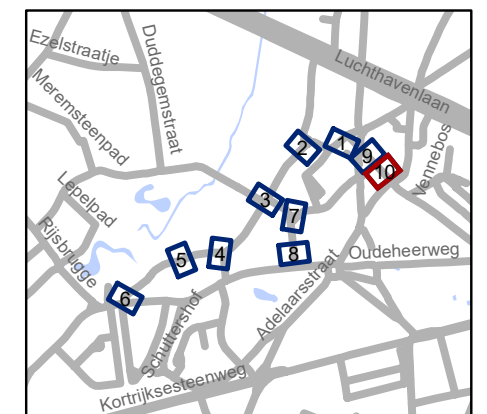 Ezelstraatje
Duddegemstraat
Luchthavenlaan
Meremsteenpad
Vennebos
Lepelpad
Rijsbrugge
Oudeheerweg
Adelaarsstraat
Schuttershof
Kortrijksesteenweg
1
2
3
4
5
6
7
8
9
10